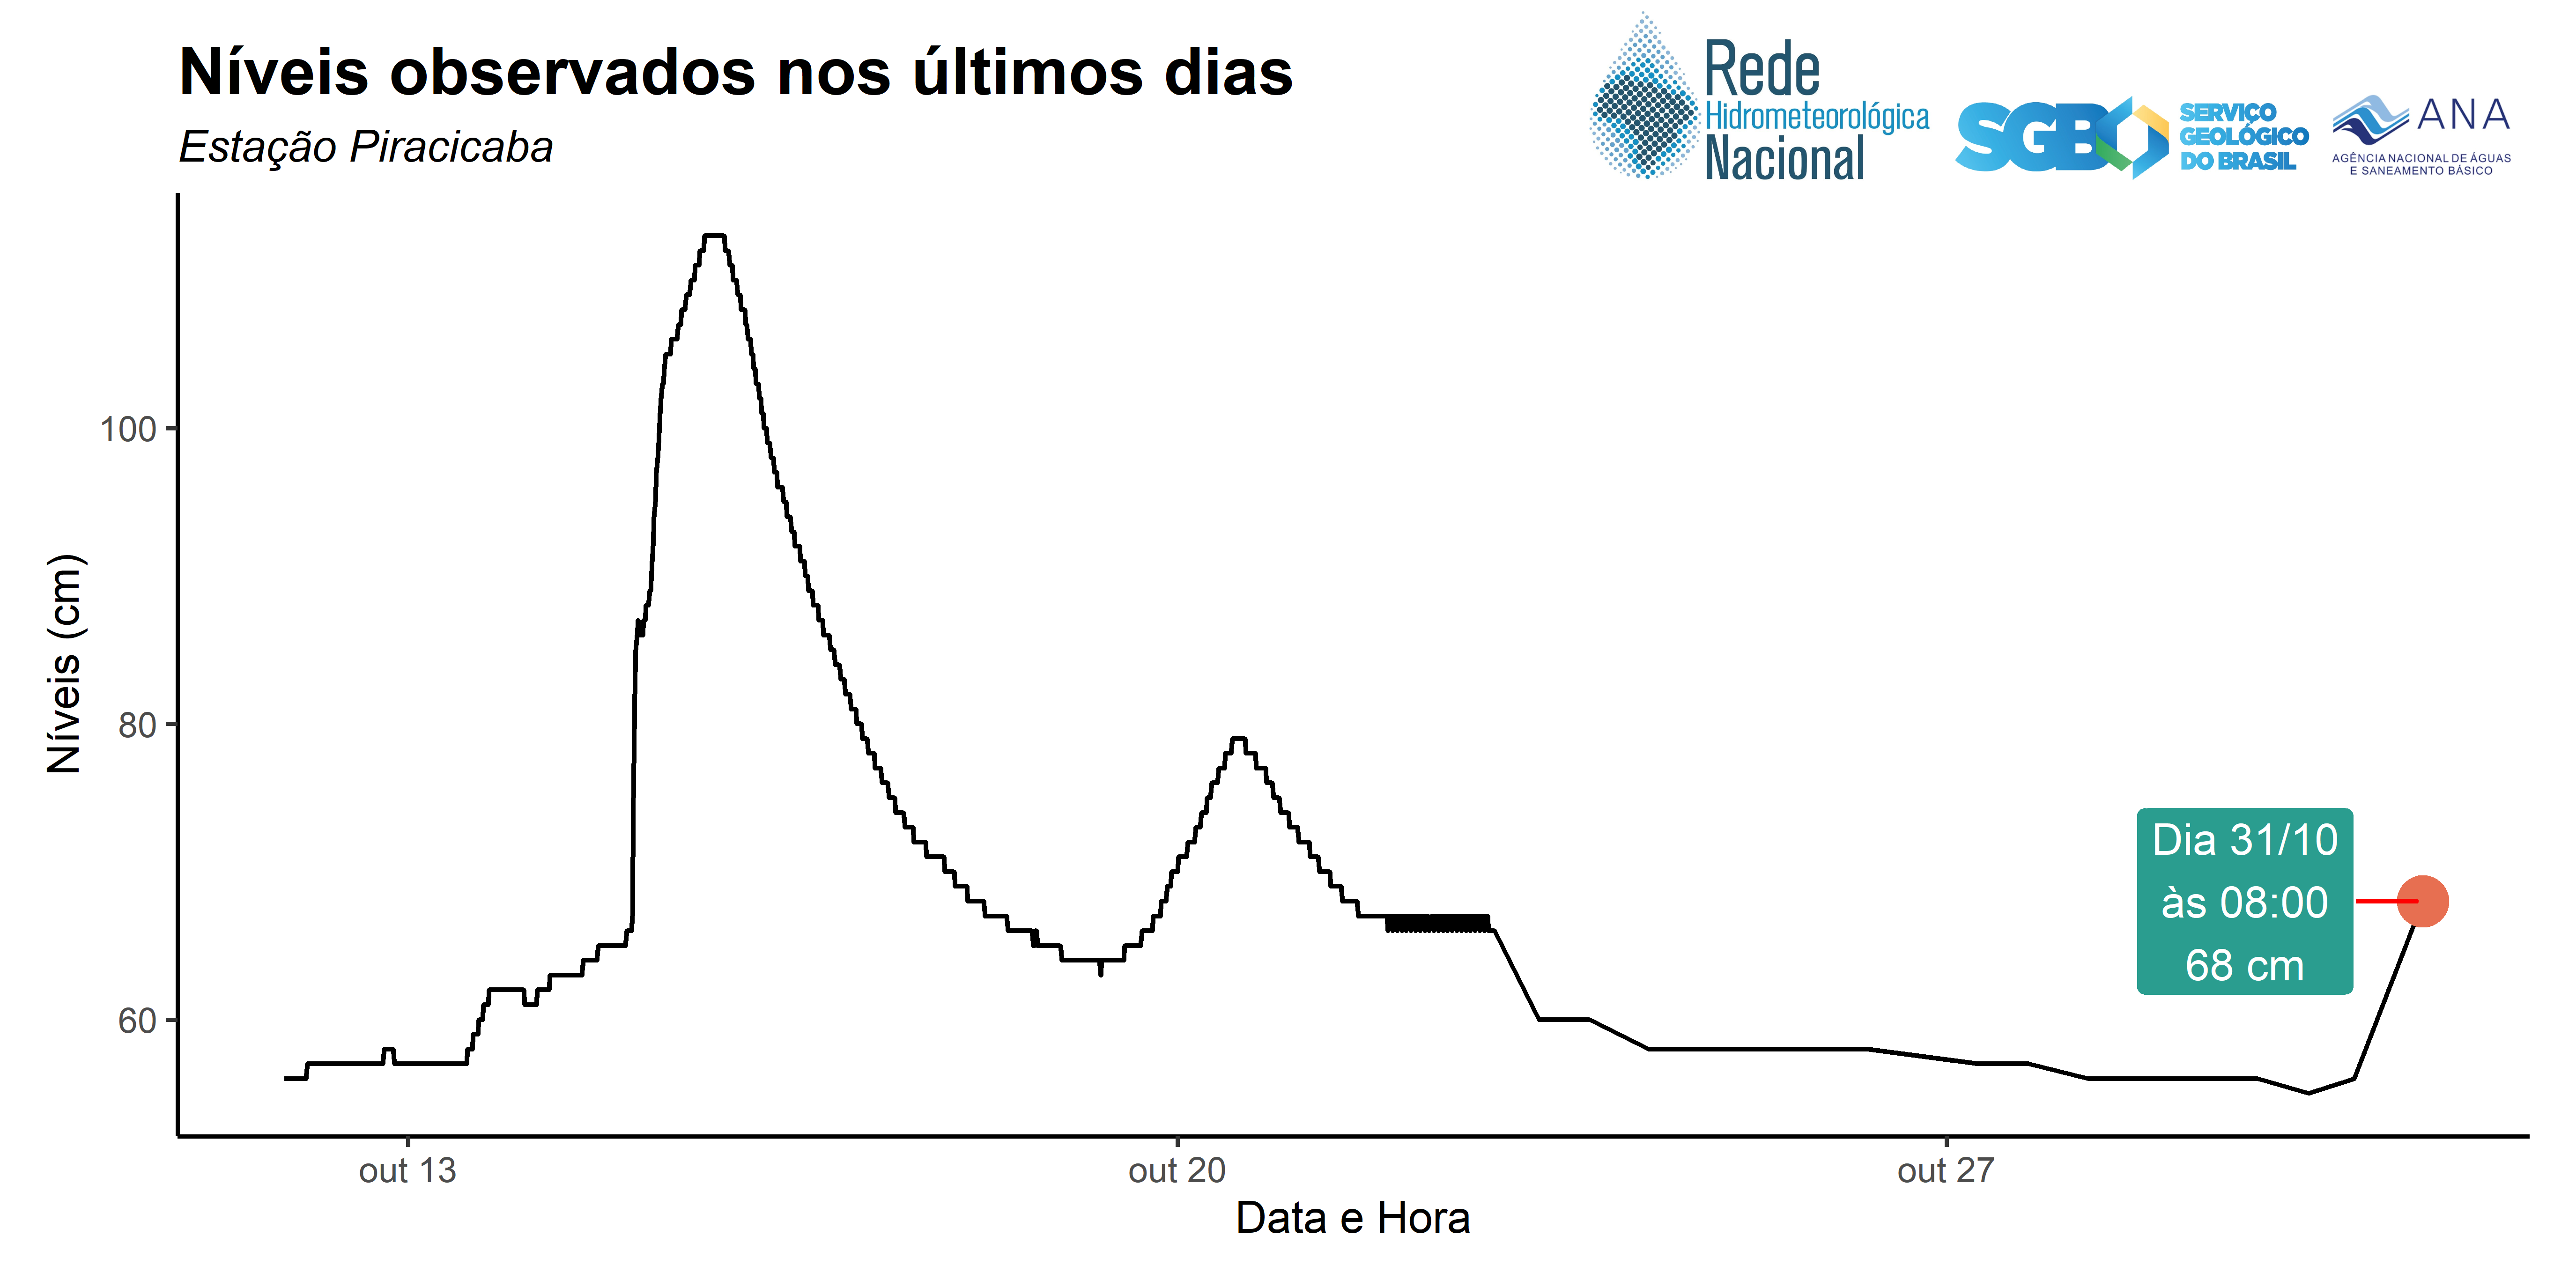 Níveis observados nos últimos dias
Estação Piracicaba
Rede
Hidrometeorológica
Nacional
SGB
SERVIÇO
GEOLÓGICO
DO BRASIL
ANA
AGÊNCIA NACIONAL DE ÁGUAS
E SANEAMENTO BÁSICO
Níveis (cm)
100
80
60
Dia 31/10
às 08:00
68 cm
out 13
out 20
out 27
Data e Hora